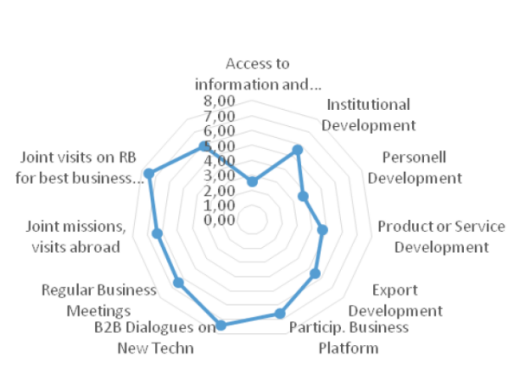 Access to
information and...
8,00
7,00
6,00
5,00
4,00
3,00
2,00
1,00
0,00
Institutional
Development
Personell
Development
Product or Service
Development
Export
Development
Particip. Business
Platform
B2B Dialogues on
New Techn
Regular Business
Meetings
Joint missions,
visits abroad
Joint visits on RB
for best business...